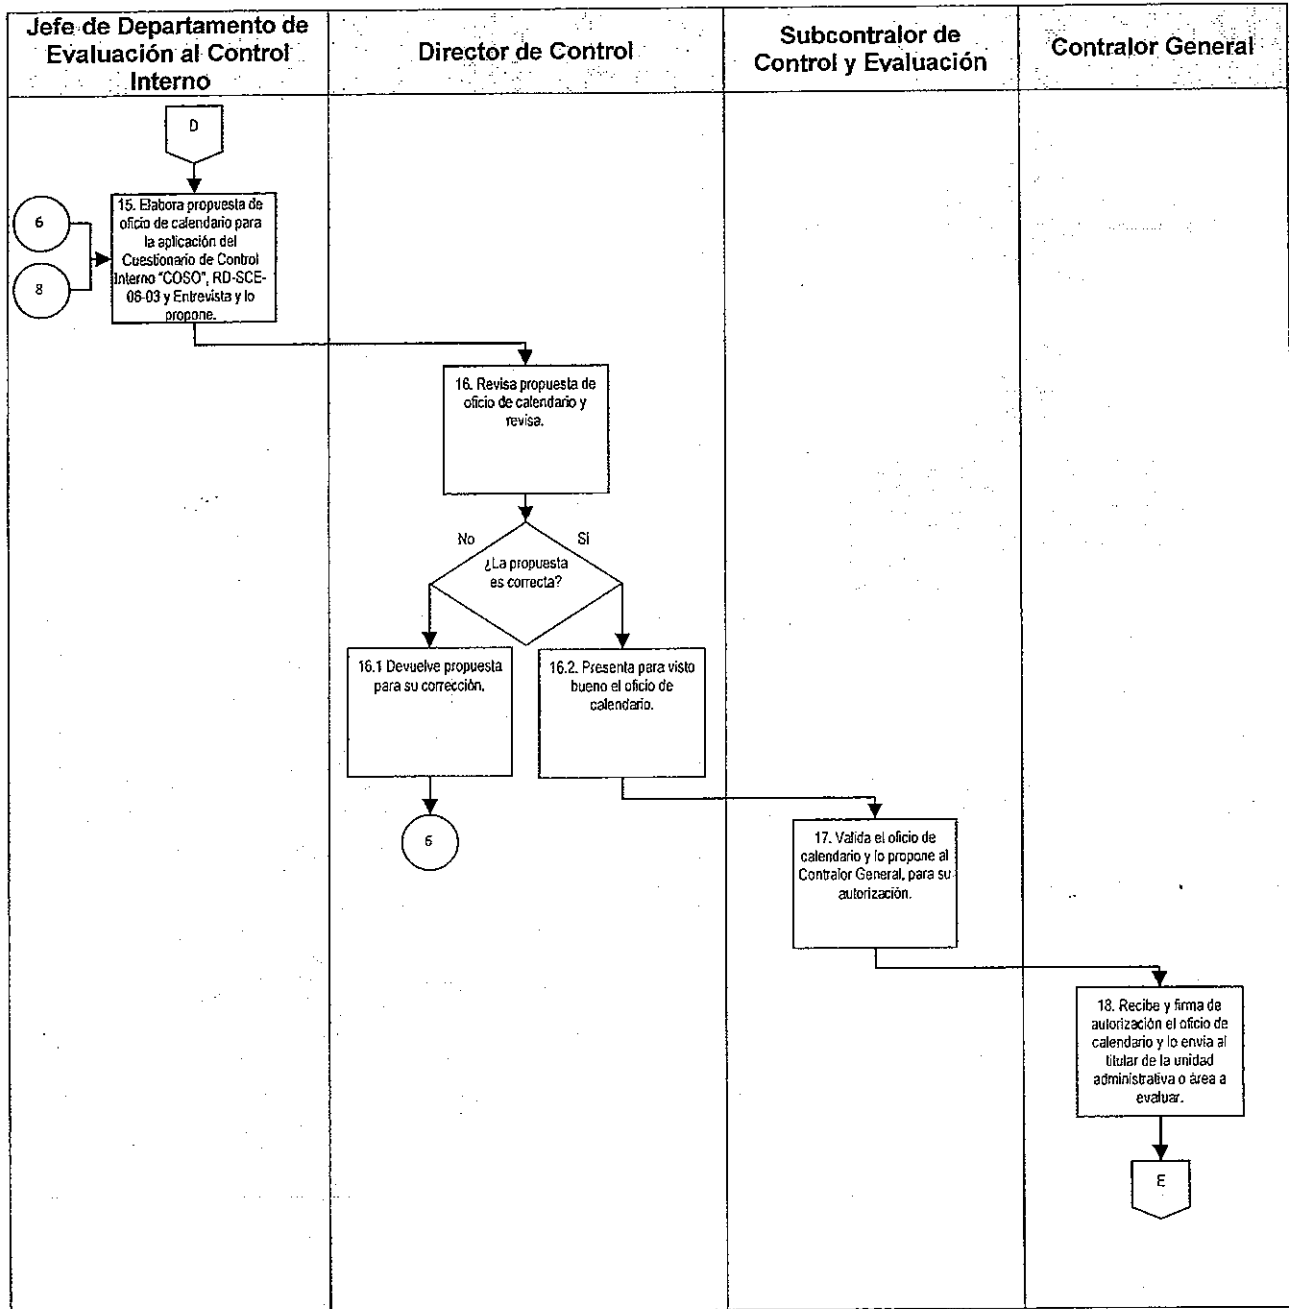 Jefe de Departamento de
Evaluación al Control
Interno
Director de Control
Subcontralor de
Control y Evaluación
Contralor General
D
6
8
15. Elabora propuesta de
oficio de calendario para
la aplicación del
Cuestionario de Control
Interno "COSO", RD-SCE-
06-03 y Entrevista y lo
propone.
16. Revisa propuesta de
oficio de calendario y
revisa.
No
Si
¿La propuesta
es correcta?
16.1 Devuelve propuesta
para su corrección.
16.2. Presenta para visto
bueno el oficio de
calendario.
6
17. Valida el oficio de
calendario y lo propone al
Contralor General, para su
autorización.
18. Recibe y firma de
autorización el oficio de
calendario y lo envia al
titular de la unidad
administrativa o área a
evaluar.
E